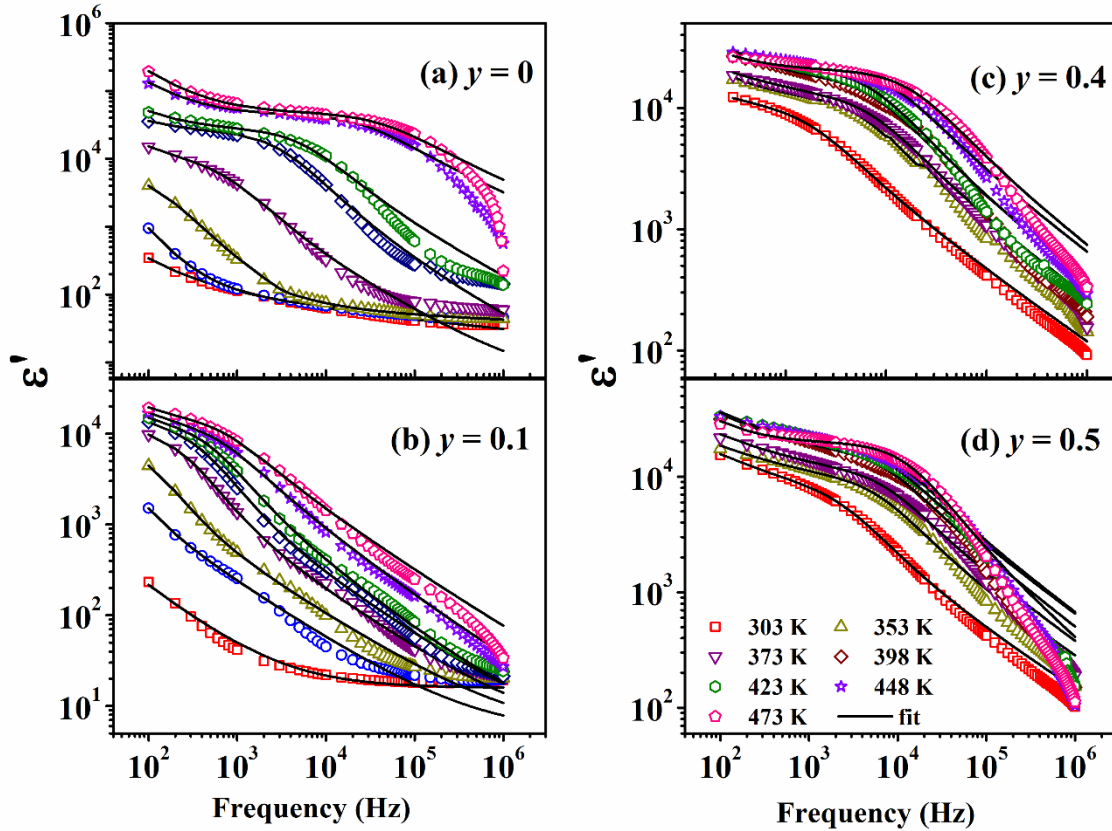 10⁶
10⁴
10²
ε'
(a) y = 0
10⁴
10³
10²
10¹
(b) y = 0.1
10² 10³ 10⁴ 10⁵ 10⁶
Frequency (Hz)
10⁴
10³
10²
ε'
(c) y = 0.4
10⁴
10³
10²
(d) y = 0.5
303 K 353 K
373 K 398 K
423 K 448 K
473 K fit
10² 10³ 10⁴ 10⁵ 10⁶
Frequency (Hz)